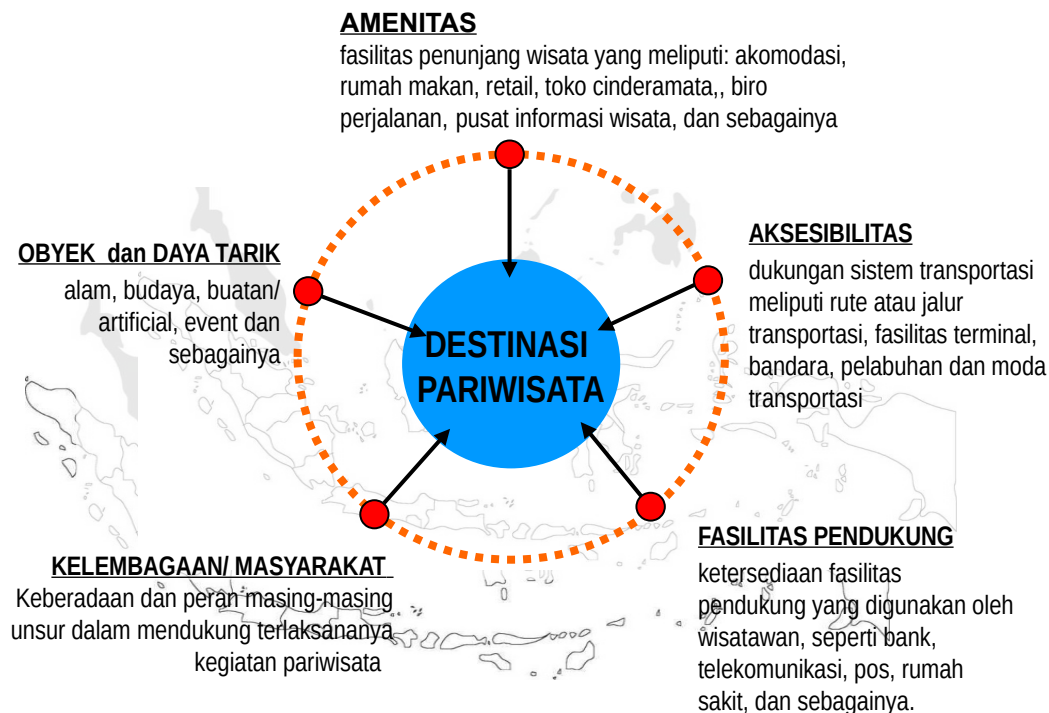 AMENITAS
fasilitas penunjang wisata yang meliputi: akomodasi,
rumah makan, retail, toko cinderamata,, biro
perjalanan, pusat informasi wisata, dan sebagainya
OBYEK dan DAYA TARIK
alam, budaya, buatan/
artificial, event dan
sebagainya
AKSESIBILITAS
dukungan sistem transportasi
meliputi rute atau jalur
transportasi, fasilitas terminal,
bandara, pelabuhan dan moda
transportasi
DESTINASI
PARIWISATA
KELEMBAGAAN/ MASYARAKAT
Keberadaan dan peran masing-masing
unsur dalam mendukung terlaksananya
kegiatan pariwisata
FASILITAS PENDUKUNG
ketersediaan fasilitas
pendukung yang digunakan oleh
wisatawan, seperti bank,
telekomunikasi, pos, rumah
sakit, dan sebagainya.